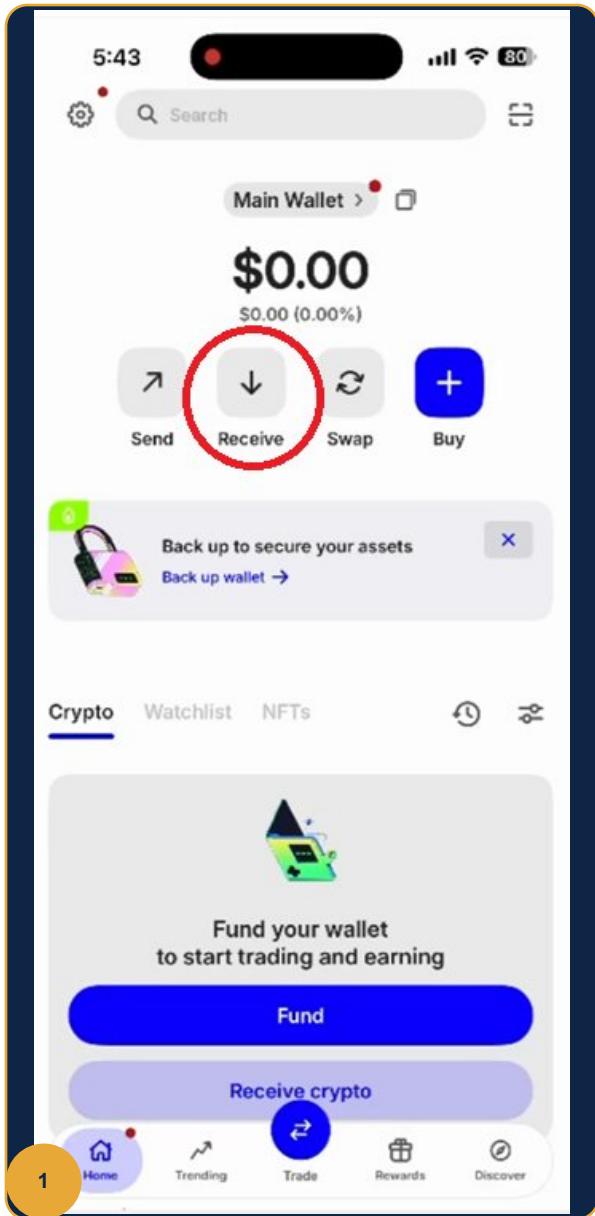 5:43
80
Search
Main Wallet >
$0.00
$0.00 (0.00%)
Send Receive Swap Buy
Back up to secure your assets
Back up wallet →
Crypto Watchlist NFTs
Fund your wallet
to start trading and earning
Fund
Receive crypto
Home Trending Trade Rewards Discover
1